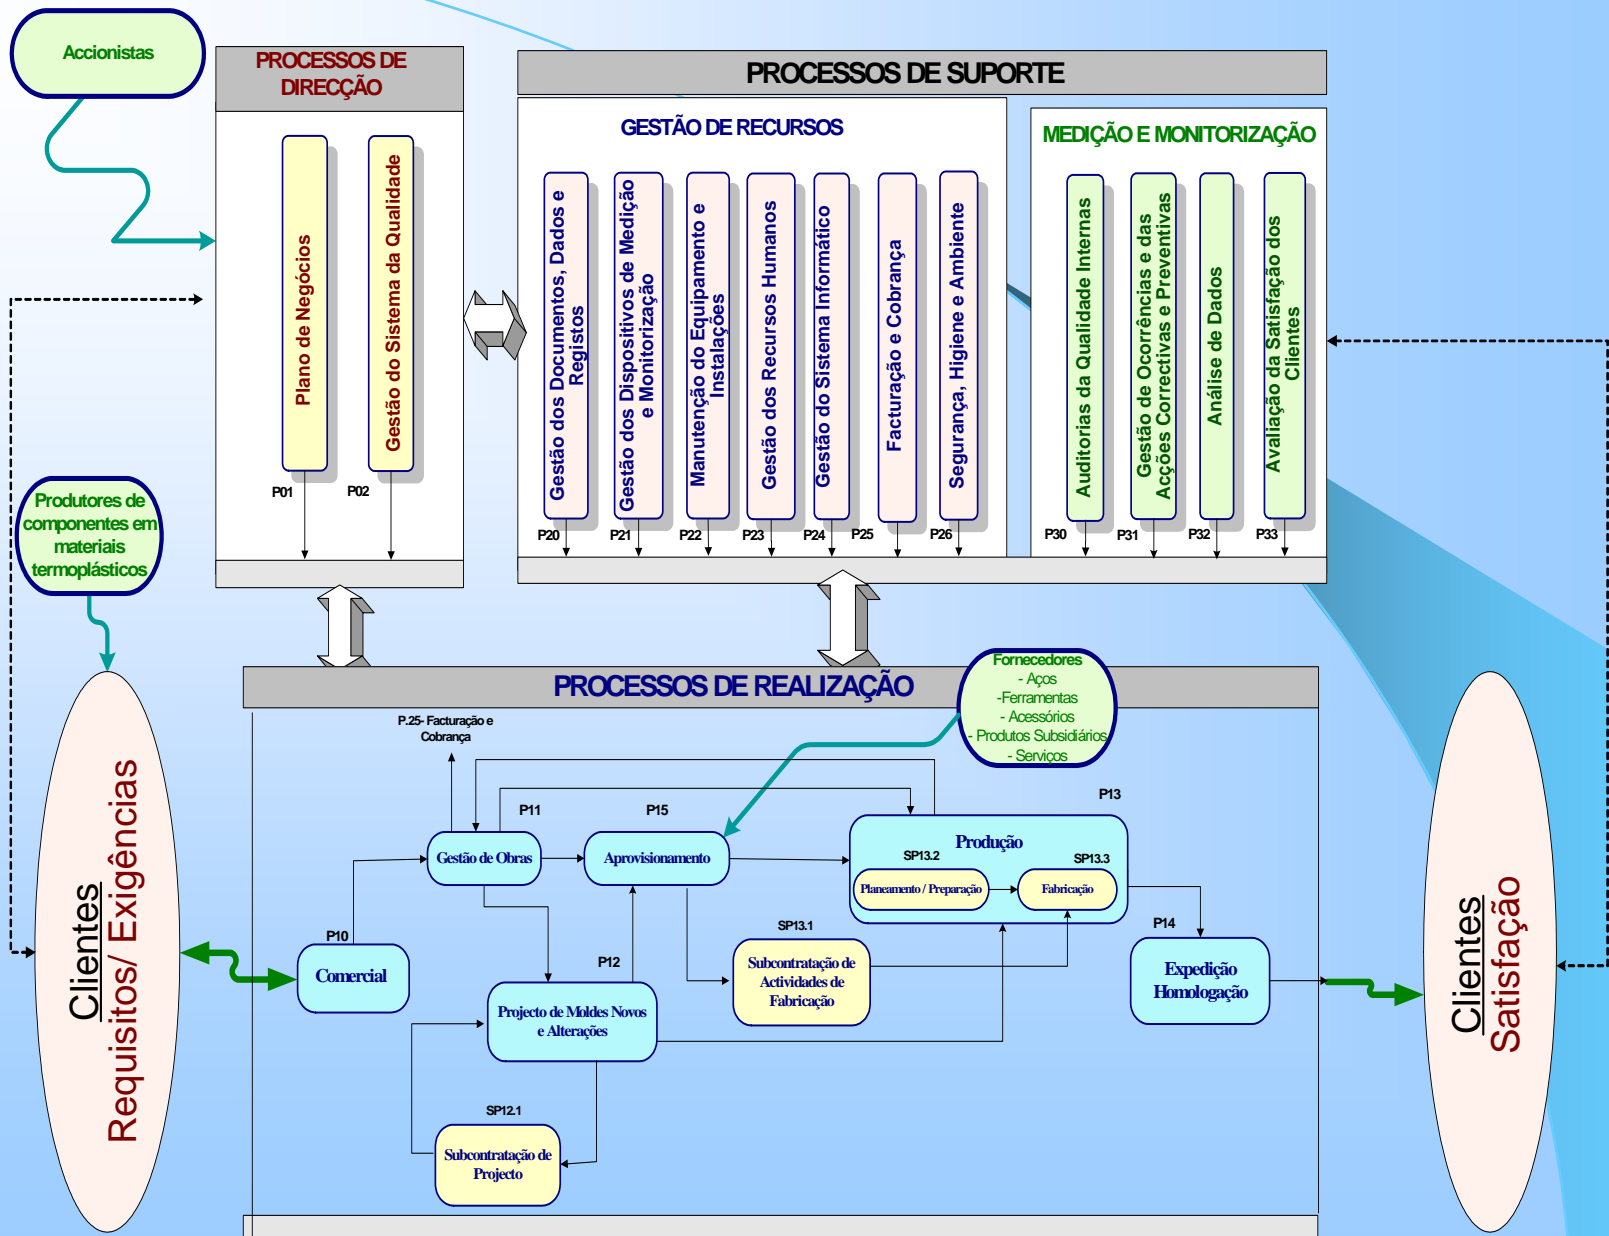 Accionistas
PROCESSOS DE
DIRECÇÃO
PROCESSOS DE SUPORTE
GESTÃO DE RECURSOS
MEDIÇÃO E MONITORIZAÇÃO
Plano de Negócios
Gestão do Sistema da Qualidade
Gestão dos Documentos, Dados e
Registos
Gestão dos Dispositivos de Medição
e Monitorização
Manutenção do Equipamento e
Instalações
Gestão dos Recursos Humanos
Gestão do Sistema Informático
Facturação e Cobrança
Segurança, Higiene e Ambiente
Auditorias da Qualidade Internas
Gestão de Ocorrências e das
Acções Correctivas e Preventivas
Análise de Dados
Avaliação da Satisfação dos
Clientes
P01
P02
P20
P21
P22
P23
P24
P25
P26
P30
P31
P32
P33
Produtores de
componentes em
materiais
termoplásticos
PROCESSOS DE REALIZAÇÃO
Fornecedores
- Aços
-Ferramentas
- Acessórios
- Produtos Subsidiários
- Serviços
P.25- Facturação e
Cobrança
P11
P15
P13
Gestão de Obras
Aprovisionamento
Produção
SP13.2
SP13.3
Planeamento / Preparação
Fabricação
P10
Comercial
P12
Projecto de Moldes Novos
e Alterações
SP13.1
Subcontratação de
Actividades de
Fabricação
P14
Expedição
Homologação
SP12.1
Subcontratação de
Projecto
Clientes
Requisitos/ Exigências
Clientes
Satisfação